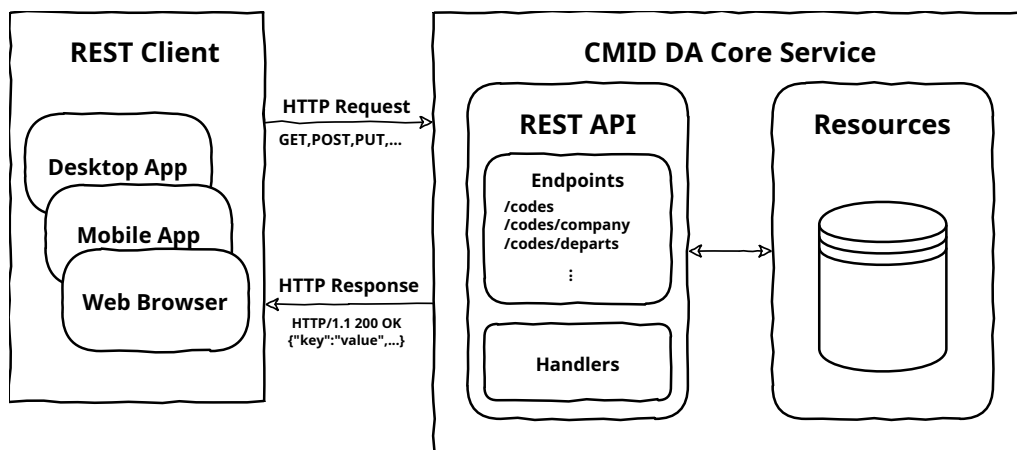 REST Client
Desktop App
Mobile App
Web Browser
HTTP Request
GET,POST,PUT,...
HTTP Response
HTTP/1.1 200 OK
{"key":"value",...}
CMID DA Core Service
REST API
Endpoints
/codes
/codes/company
/codes/departs
⋮
Handlers
Resources